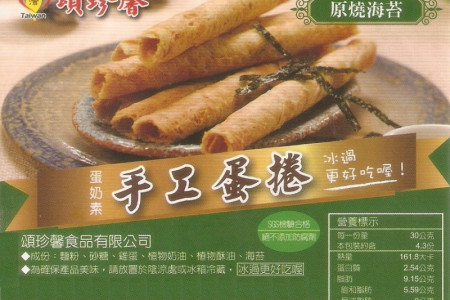 頌珍馨
Taiwan
原燒海苔
蛋奶素
手工蛋捲
冰過
更好吃喔！
頌珍馨食品有限公司
◆成份：麵粉、砂糖、雞蛋、植物奶油、植物酥油、海苔
◆為確保產品美味，請放置於陰涼處或冰箱冷藏，冰過更好吃喔
SGS檢驗合格
絕不添加防腐劑
營養標示
每一份量 30公克
本包裝約含 4.3份
熱量 161.8大卡
蛋白質 2.54公克
脂肪 9.15公克
飽和脂肪 5.59公克